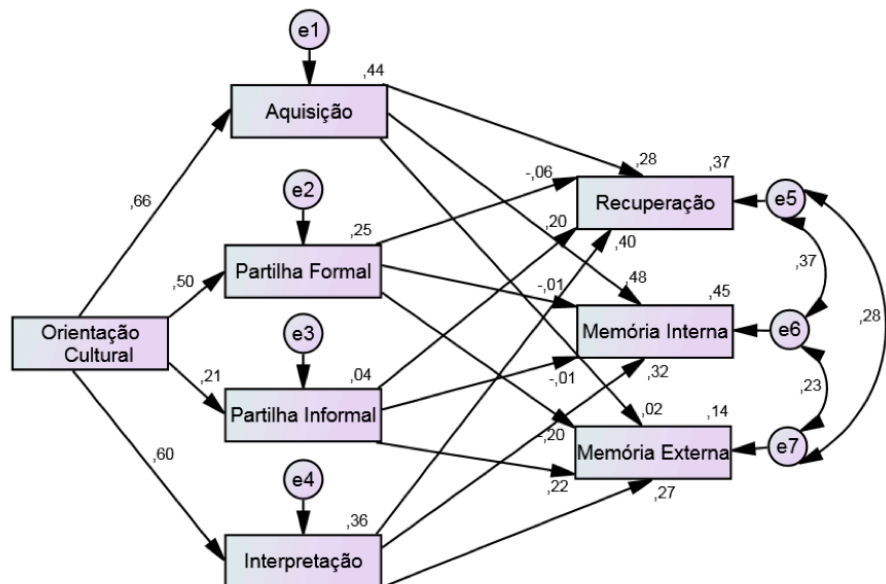 e1
,44
Aquisição
e2
-,06
,28
,37
Recuperação
e5
,66
,25
,20
,40
Partilha Formal
,37
,50
-,01
,48
,45
e3
Memória Interna
e6
,28
Orientação
Cultural
,21
,04
-,01
,32
,23
Partilha Informal
,02
,14
-,20
Memória Externa
e7
,60
e4
,22
,27
,36
Interpretação